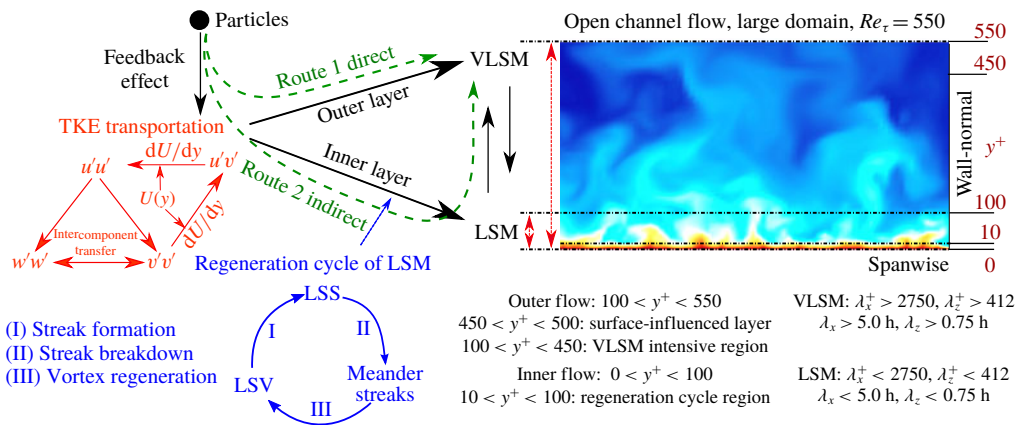 Particles
Feedback
effect
Route 1 direct
Outer layer
VLSM
TKE transportation
dU/dy
u′u′
u′v′
U(y)
dU/dy
Intercomponent
transfer
w′w′
v′v′
Inner layer
Route 2 indirect
LSM
Regeneration cycle of LSM
LSS
I
II
LSV
Meander
streaks
III
(I) Streak formation
(II) Streak breakdown
(III) Vortex regeneration
Open channel flow, large domain, Reτ = 550
550
450
y+
100
10
0
Wall-normal
Spanwise
Outer flow: 100 < y+ < 550
450 < y+ < 500: surface-influenced layer
100 < y+ < 450: VLSM intensive region
Inner flow: 0 < y+ < 100
10 < y+ < 100: regeneration cycle region
VLSM: λx+ > 2750, λz+ > 412
λx > 5.0 h, λz > 0.75 h
LSM: λx+ < 2750, λz+ < 412
λx < 5.0 h, λz < 0.75 h